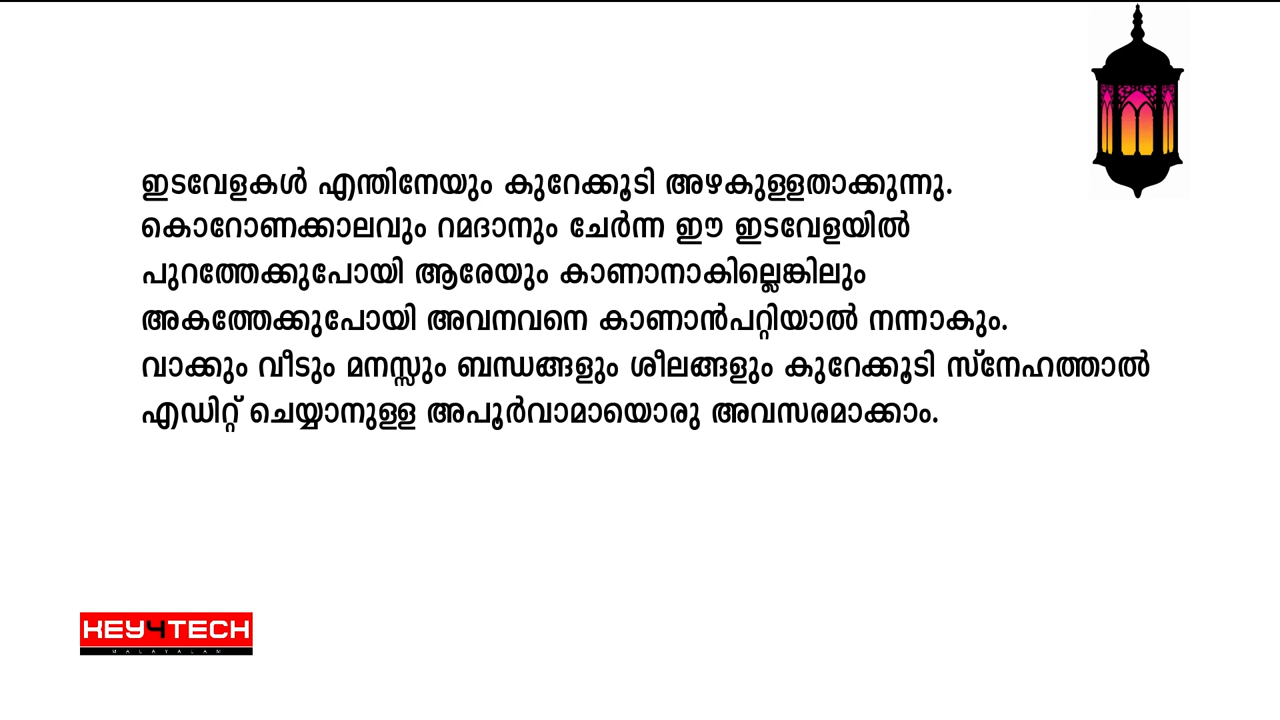 ഇടവേളകൾ എന്തിനേയും കുറേക്കൂടി അഴകുള്ളതാക്കുന്നു.
കൊറോണക്കാലവും റമദാനും ചേർന്ന ഈ ഇടവേളയിൽ
പുറത്തേക്കുപോയി ആരേയും കാണാനാകില്ലെങ്കിലും
അകത്തേക്കുപോയി അവനവനെ കാണാൻപറ്റിയാൽ നന്നാകും.
വാക്കും വീടും മനസ്സും ബന്ധങ്ങളും ശീലങ്ങളും കുറേക്കൂടി സ്നേഹത്താൽ
എഡിറ്റ് ചെയ്യാനുള്ള അപൂർവാമായൊരു അവസരമാക്കാം.
KEY4TECH
MALAYALAM